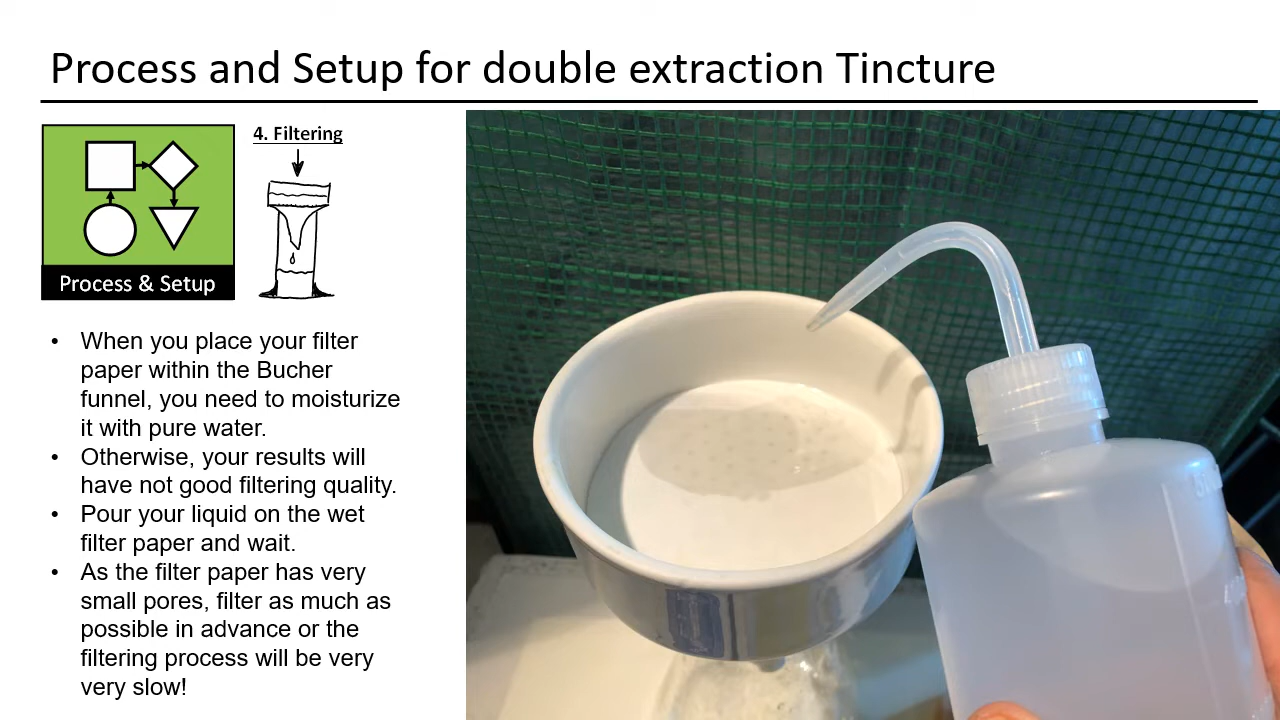 Process and Setup for double extraction Tincture
4. Filtering
Process & Setup
• When you place your filter
paper within the Bucher
funnel, you need to moisturize
it with pure water.
• Otherwise, your results will
have not good filtering quality.
• Pour your liquid on the wet
filter paper and wait.
• As the filter paper has very
small pores, filter as much as
possible in advance or the
filtering process will be very
very slow!